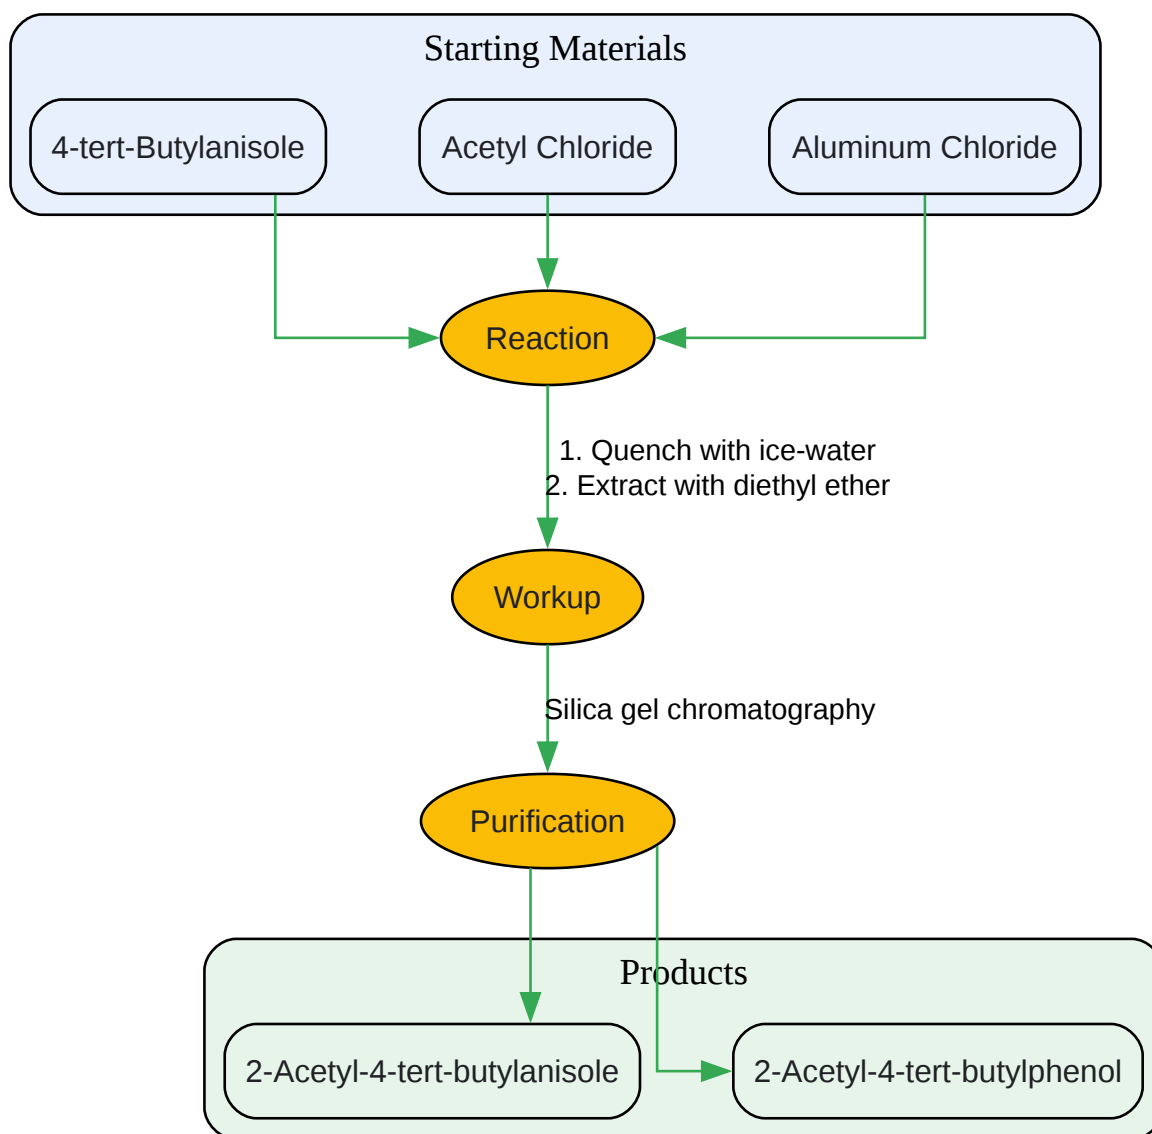 Starting Materials
4-tert-Butylanisole
Acetyl Chloride
Aluminum Chloride
Reaction
1. Quench with ice-water
2. Extract with diethyl ether
Workup
Silica gel chromatography
Purification
Products
2-Acetyl-4-tert-butylanisole
2-Acetyl-4-tert-butylphenol